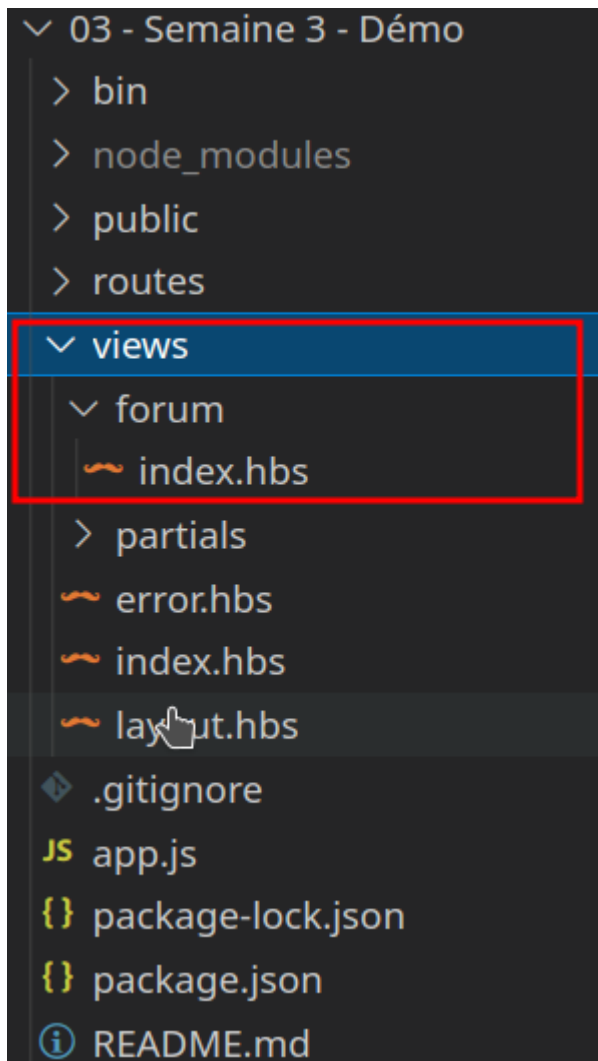 03 - Semaine 3 - Démo
bin
node_modules
public
routes
views
forum
index.hbs
partials
error.hbs
index.hbs
layout.hbs
.gitignore
JS app.js
{} package-lock.json
{} package.json
README.md